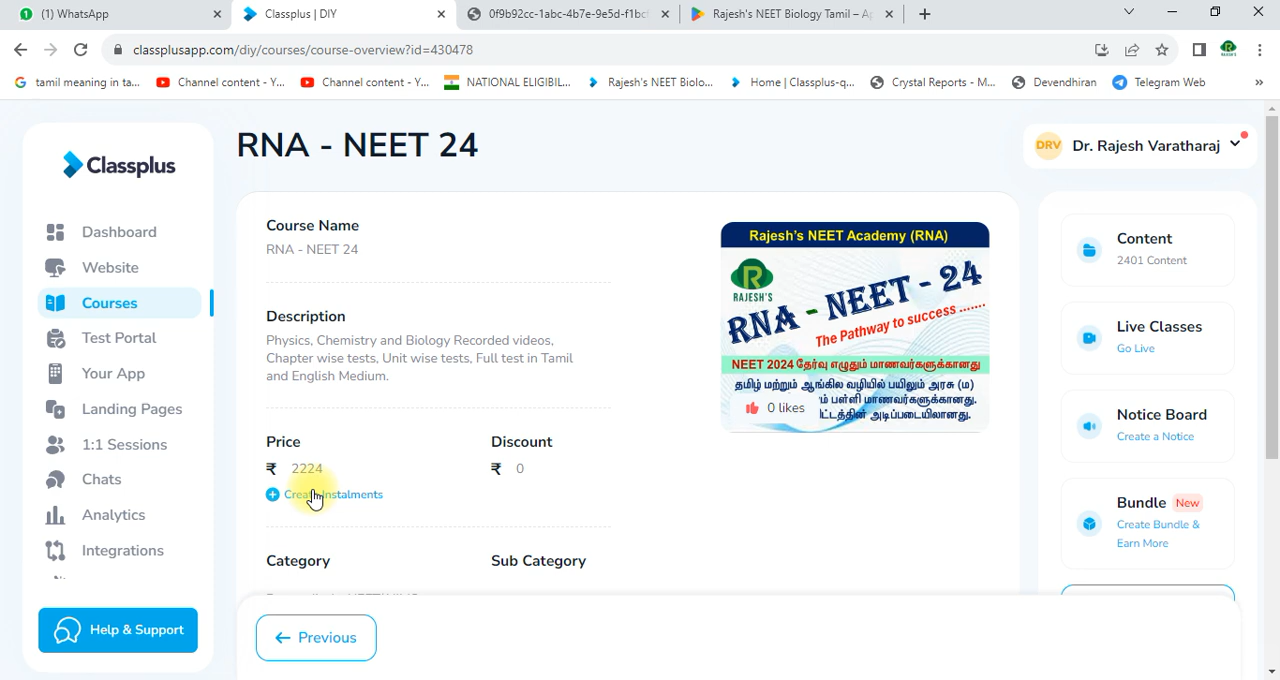 (1) WhatsApp
Classplus | DIY
0f9b92cc-1abc-4b7e-9e5d-f1bc
Rajesh's NEET Biology Tamil – A
classplusapp.com/diy/courses/course-overview?id=430478
tamil meaning in ta...
Channel content - Y...
Channel content - Y...
NATIONAL ELIGIBIL...
Rajesh's NEET Biolo...
Home | Classplus-q...
Crystal Reports - M...
Devendhiran
Telegram Web
»
Classplus
Dashboard
Website
Courses
Test Portal
Your App
Landing Pages
1:1 Sessions
Chats
Analytics
Integrations
Help & Support
RNA - NEET 24
DRV Dr. Rajesh Varatharaj
Course Name
RNA - NEET 24
Description
Physics, Chemistry and Biology Recorded videos,
Chapter wise tests, Unit wise tests, Full test in Tamil
and English Medium.
Price
₹ 2224
Create Instalments
Discount
₹ 0
Category
Sub Category
Previous
Rajesh's NEET Academy (RNA)
R
RAJESH'S
RNA - NEET - 24
The Pathway to success .......
NEET 2024 தேர்வு எழுதும் மாணவர்களுக்கானது
தமிழ் மற்றும் ஆங்கில வழியில் பயிலும் அரசு (ம)
பள்ளி மாணவர்களுக்கானது.
அடிப்படையிலானது.
0 likes
Content
2401 Content
Live Classes
Go Live
Notice Board
Create a Notice
Bundle New
Create Bundle &
Earn More